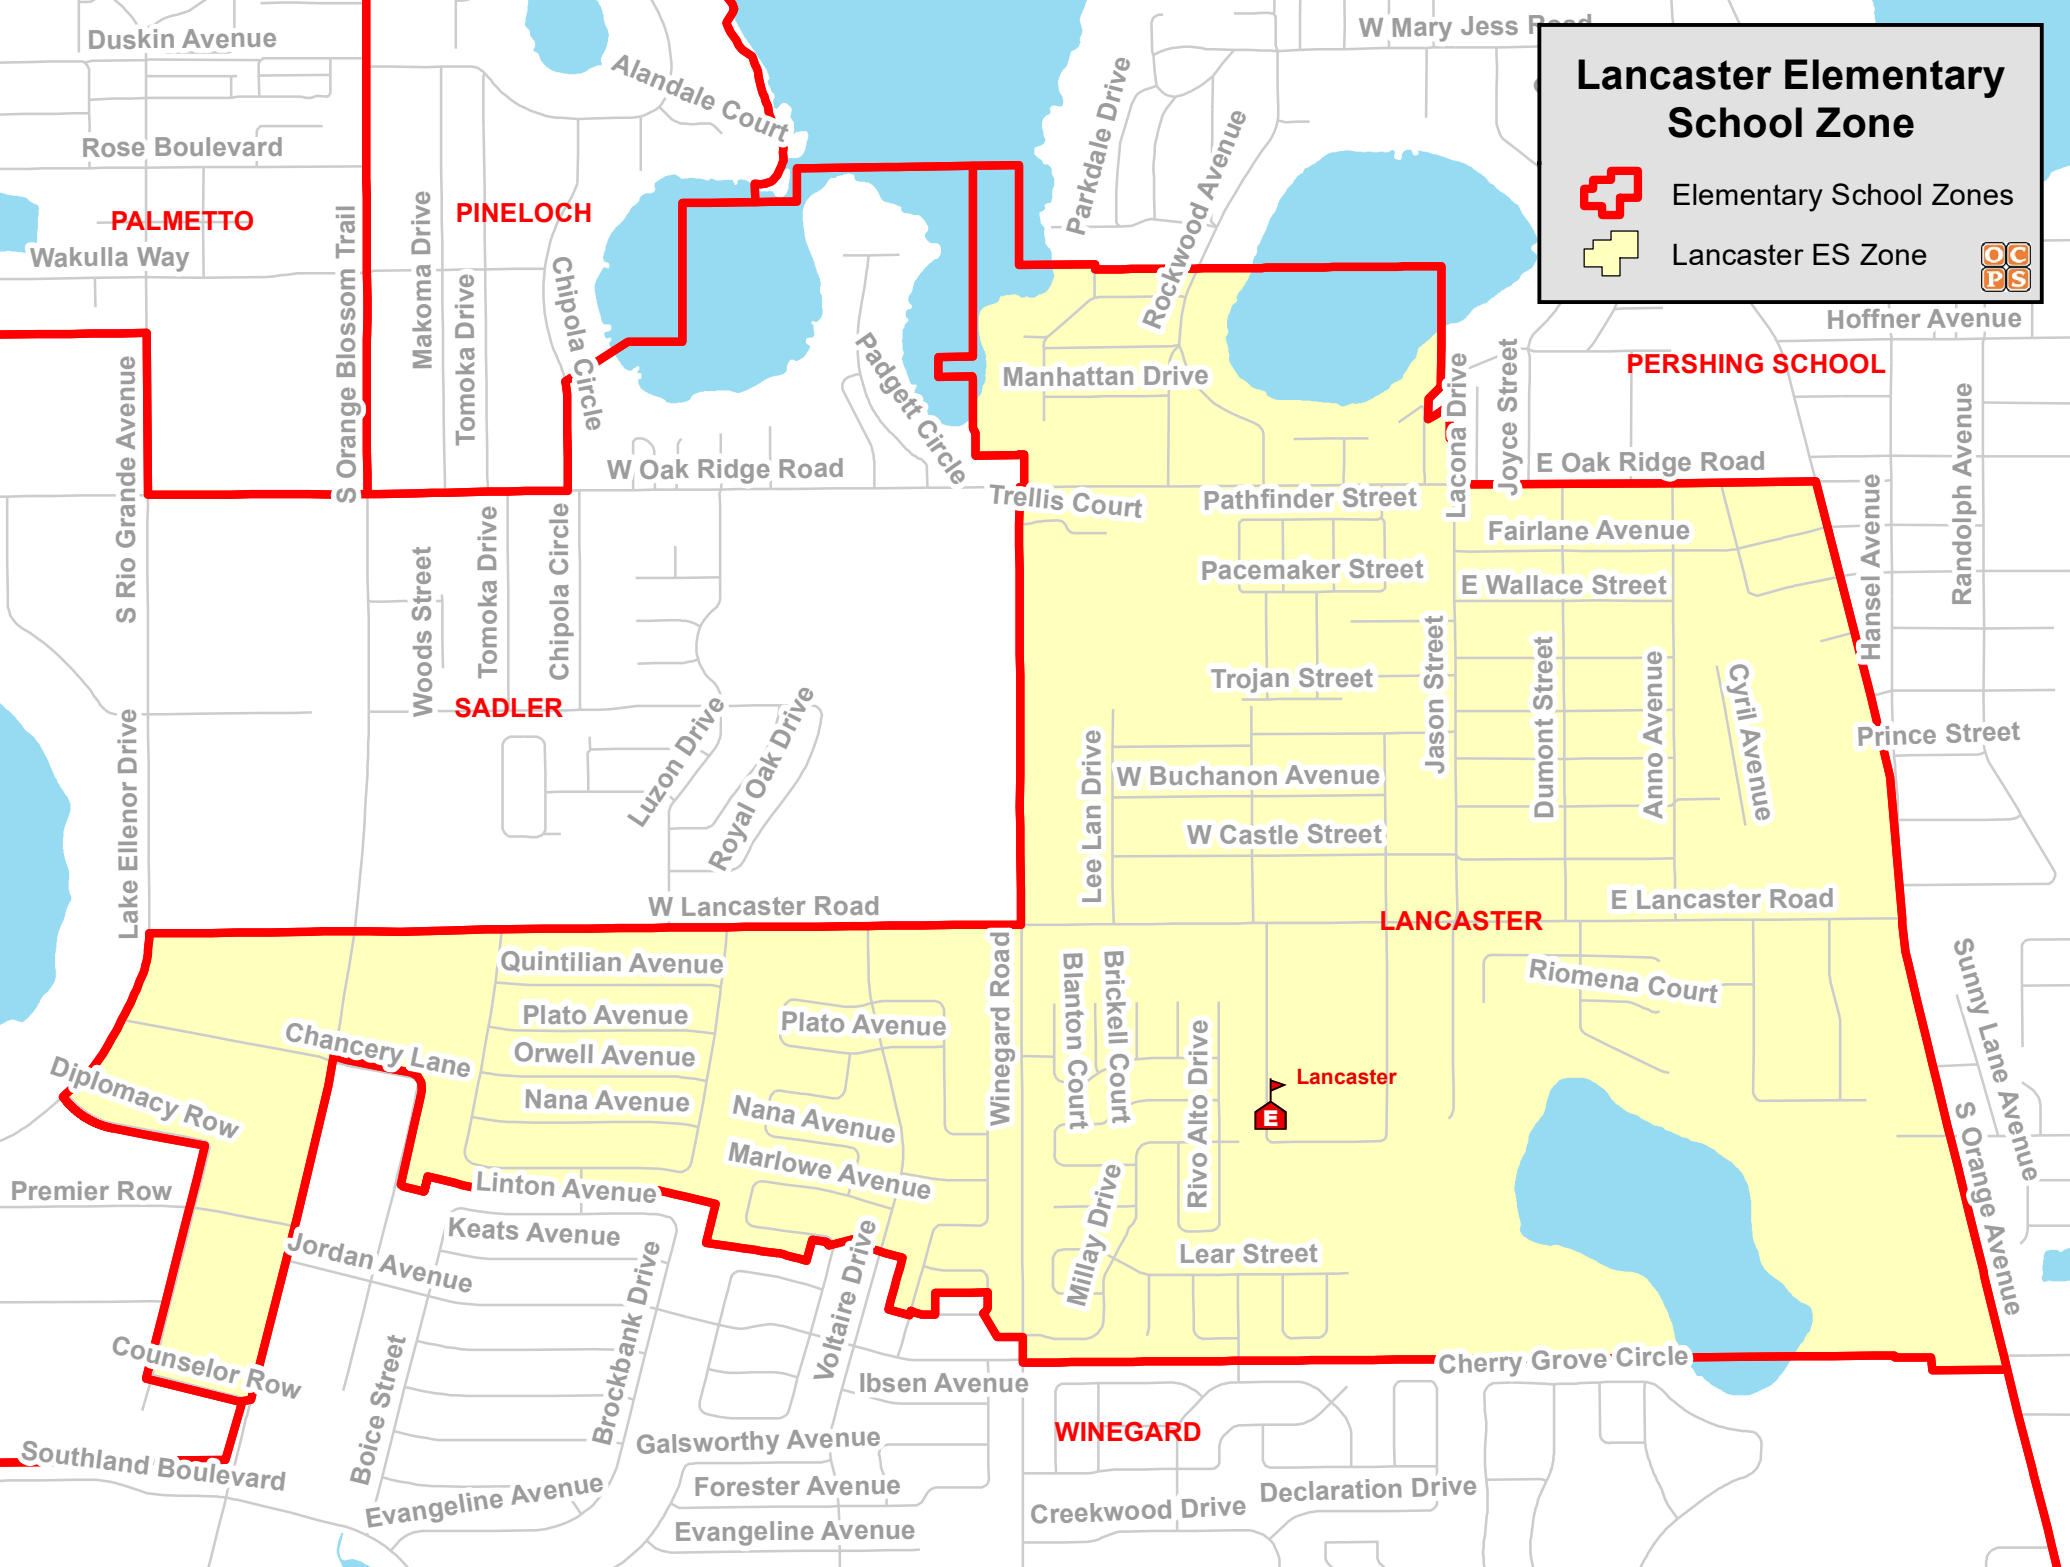 Lancaster Elementary
School Zone
Elementary School Zones
Lancaster ES Zone
OC
PS
W Mary Jess Road
Duskin Avenue
Alandale Court
Parkdale Drive
Rockwood Avenue
Rose Boulevard
PALMETTO
PINELOCH
Wakulla Way
S Orange Blossom Trail
Makoma Drive
Tomoka Drive
Chipola Circle
Padgett Circle
Manhattan Drive
Lacona Drive
Joyce Street
Hoffner Avenue
PERSHING SCHOOL
S Rio Grande Avenue
W Oak Ridge Road
E Oak Ridge Road
Randolph Avenue
Hansel Avenue
Trellis Court
Pathfinder Street
Fairlane Avenue
Pacemaker Street
E Wallace Street
Woods Street
Tomoka Drive
Chipola Circle
SADLER
Luzon Drive
Royal Oak Drive
Trojan Street
Jason Street
Dumont Street
Anno Avenue
Cyril Avenue
Prince Street
Lake Ellenor Drive
Lee Lan Drive
W Buchanon Avenue
W Castle Street
W Lancaster Road
E Lancaster Road
LANCASTER
Quintilian Avenue
Winegard Road
Blanton Court
Brickell Court
Riomena Court
Sunny Lane Avenue
Plato Avenue
Plato Avenue
Chancery Lane
Orwell Avenue
Rivo Alto Drive
Lancaster
E
Diplomacy Row
Nana Avenue
Nana Avenue
Marlowe Avenue
S Orange Avenue
Premier Row
Linton Avenue
Keats Avenue
Millay Drive
Lear Street
Jordan Avenue
Brockbank Drive
Voltaire Drive
Counselor Row
Boice Street
Cherry Grove Circle
Ibsen Avenue
WINEGARD
Galsworthy Avenue
Southland Boulevard
Forester Avenue
Declaration Drive
Evangeline Avenue
Creekwood Drive
Evangeline Avenue